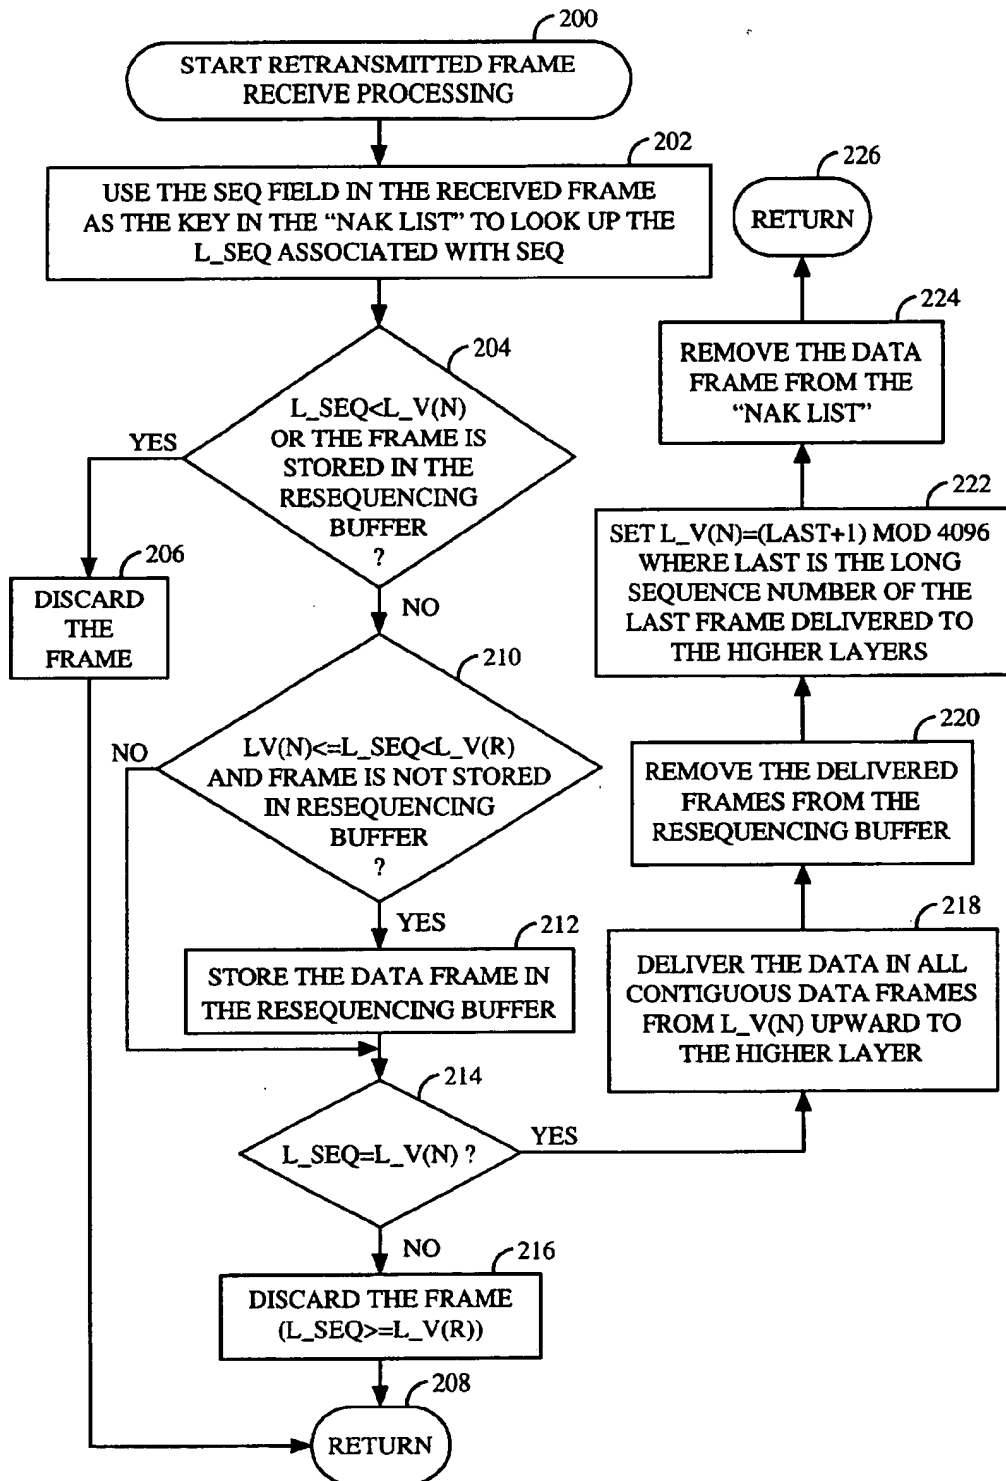 200
START RETRANSMITTED FRAME
RECEIVE PROCESSING
202
USE THE SEQ FIELD IN THE RECEIVED FRAME
AS THE KEY IN THE “NAK LIST” TO LOOK UP THE
L_SEQ ASSOCIATED WITH SEQ
204
L_SEQ<L_V(N)
OR THE FRAME IS
STORED IN THE
RESEQUENCING
BUFFER
?
YES
NO
206
DISCARD
THE
FRAME
210
LV(N)<=L_SEQ<L_V(R)
AND FRAME IS NOT STORED
IN RESEQUENCING
BUFFER
?
NO
YES
212
STORE THE DATA FRAME IN
THE RESEQUENCING BUFFER
214
L_SEQ=L_V(N) ?
YES
NO
216
DISCARD THE FRAME
(L_SEQ>=L_V(R))
208
RETURN
218
DELIVER THE DATA IN ALL
CONTIGUOUS DATA FRAMES
FROM L_V(N) UPWARD TO
THE HIGHER LAYER
220
REMOVE THE DELIVERED
FRAMES FROM THE
RESEQUENCING BUFFER
222
SET L_V(N)=(LAST+1) MOD 4096
WHERE LAST IS THE LONG
SEQUENCE NUMBER OF THE
LAST FRAME DELIVERED TO
THE HIGHER LAYERS
224
REMOVE THE DATA
FRAME FROM THE
“NAK LIST”
226
RETURN